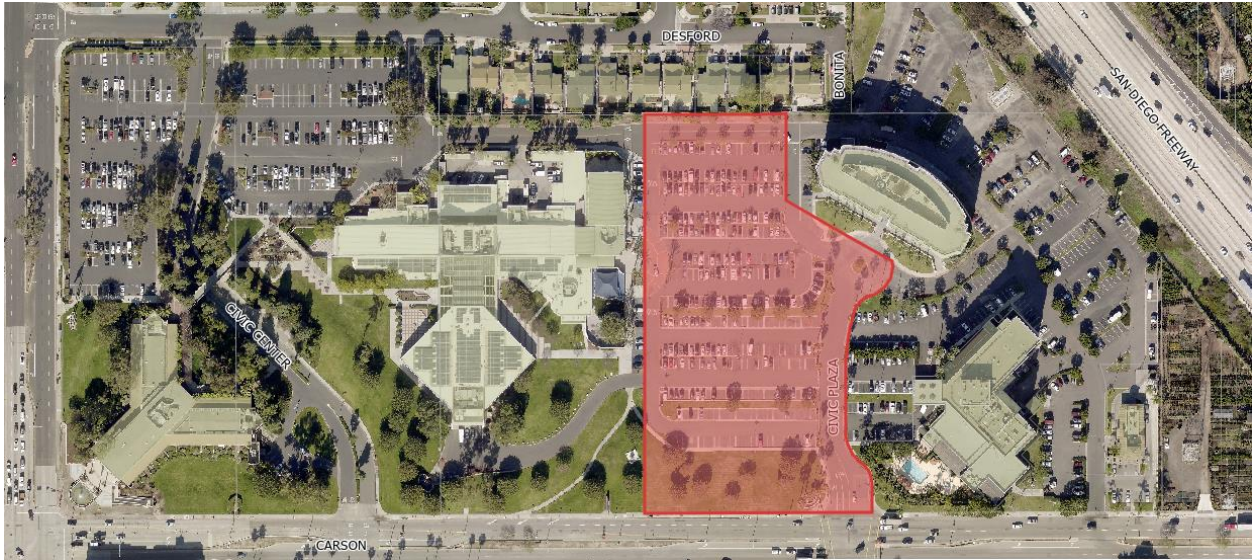 DESFORD
BONITA
SAN DIEGO FREEWAY
CIVIC CENTER
CIVIC PLAZA
CARSON